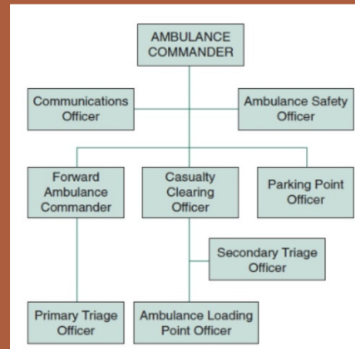 AMBULANCE
COMMANDER
Communications
Officer
Ambulance Safety
Officer
Forward
Ambulance
Commander
Casualty
Clearing
Officer
Parking Point
Officer
Secondary Triage
Officer
Primary Triage
Officer
Ambulance Loading
Point Officer